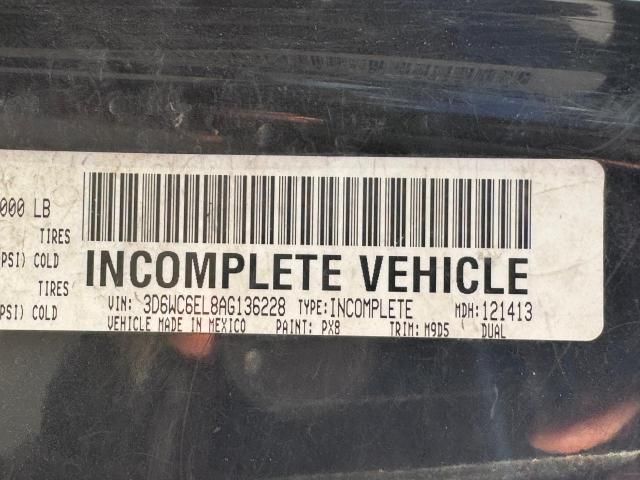 000 LB
TIRES
PSI) COLD
TIRES
PSI) COLD
INCOMPLETE VEHICLE
VIN: 3D6WC6EL8AG136228 TYPE:INCOMPLETE MDH:121413
VEHICLE MADE IN MEXICO PAINT: PX8 TRIM: M9D5 DUAL